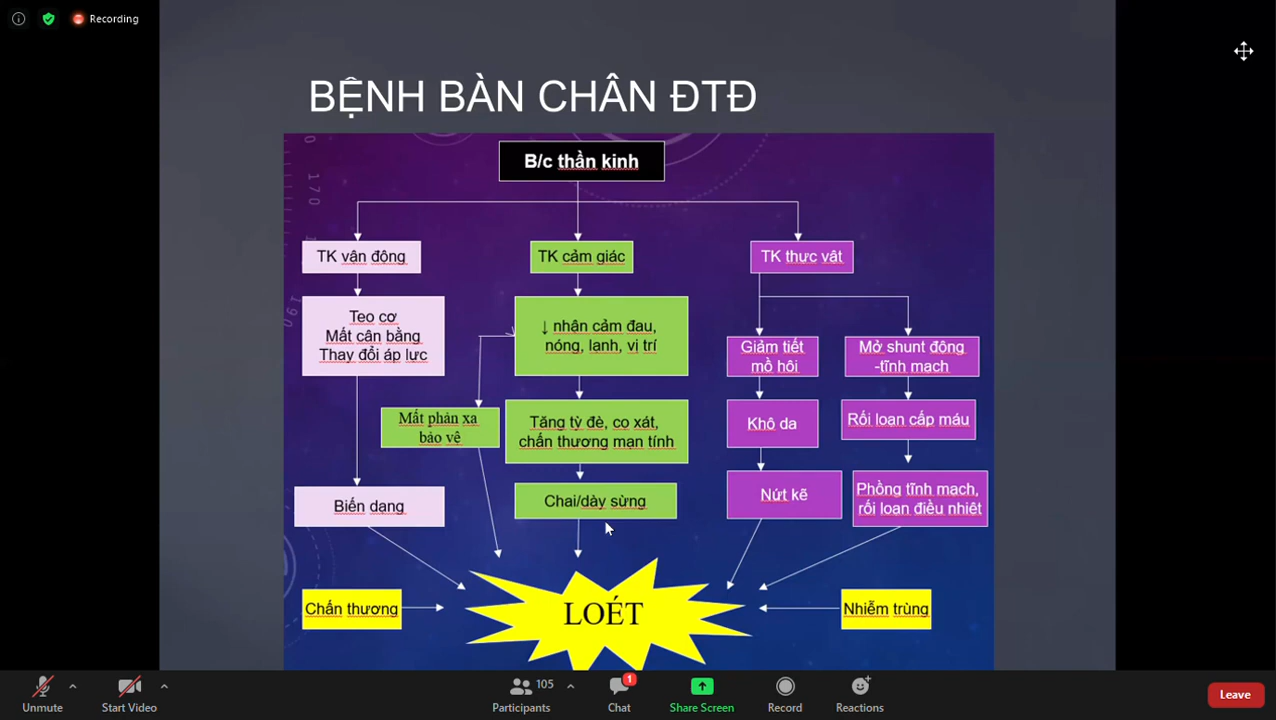 Recording
BỆNH BÀN CHÂN ĐTĐ
B/c thần kinh
TK vận động
TK cảm giác
TK thực vật
Teo cơ
Mất cân bằng
Thay đổi áp lực
↓ nhận cảm đau,
nóng, lạnh, vị trí
Giảm tiết
mồ hôi
Mở shunt động
-tĩnh mạch
Mất phản xạ
bảo vệ
Tăng tỳ đè, cọ xát,
chấn thương mạn tính
Khô da
Rối loạn cấp máu
Biến dạng
Chai/dày sừng
Nứt kẽ
Phồng tĩnh mạch,
rối loạn điều nhiệt
Chấn thương
LOÉT
Nhiễm trùng
170
190
Unmute
Start Video
105
Participants
1
Chat
Share Screen
Record
Reactions
Leave